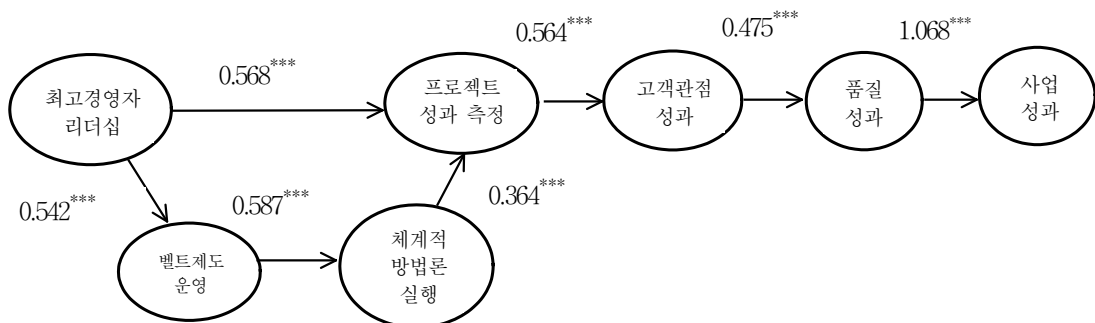 0.564***
0.475***
1.068***
0.568***
최고경영자
리더십
프로젝트
성과 측정
고객관점
성과
품질
성과
사업
성과
0.542***
0.587***
0.364***
벨트제도
운영
체계적
방법론
실행